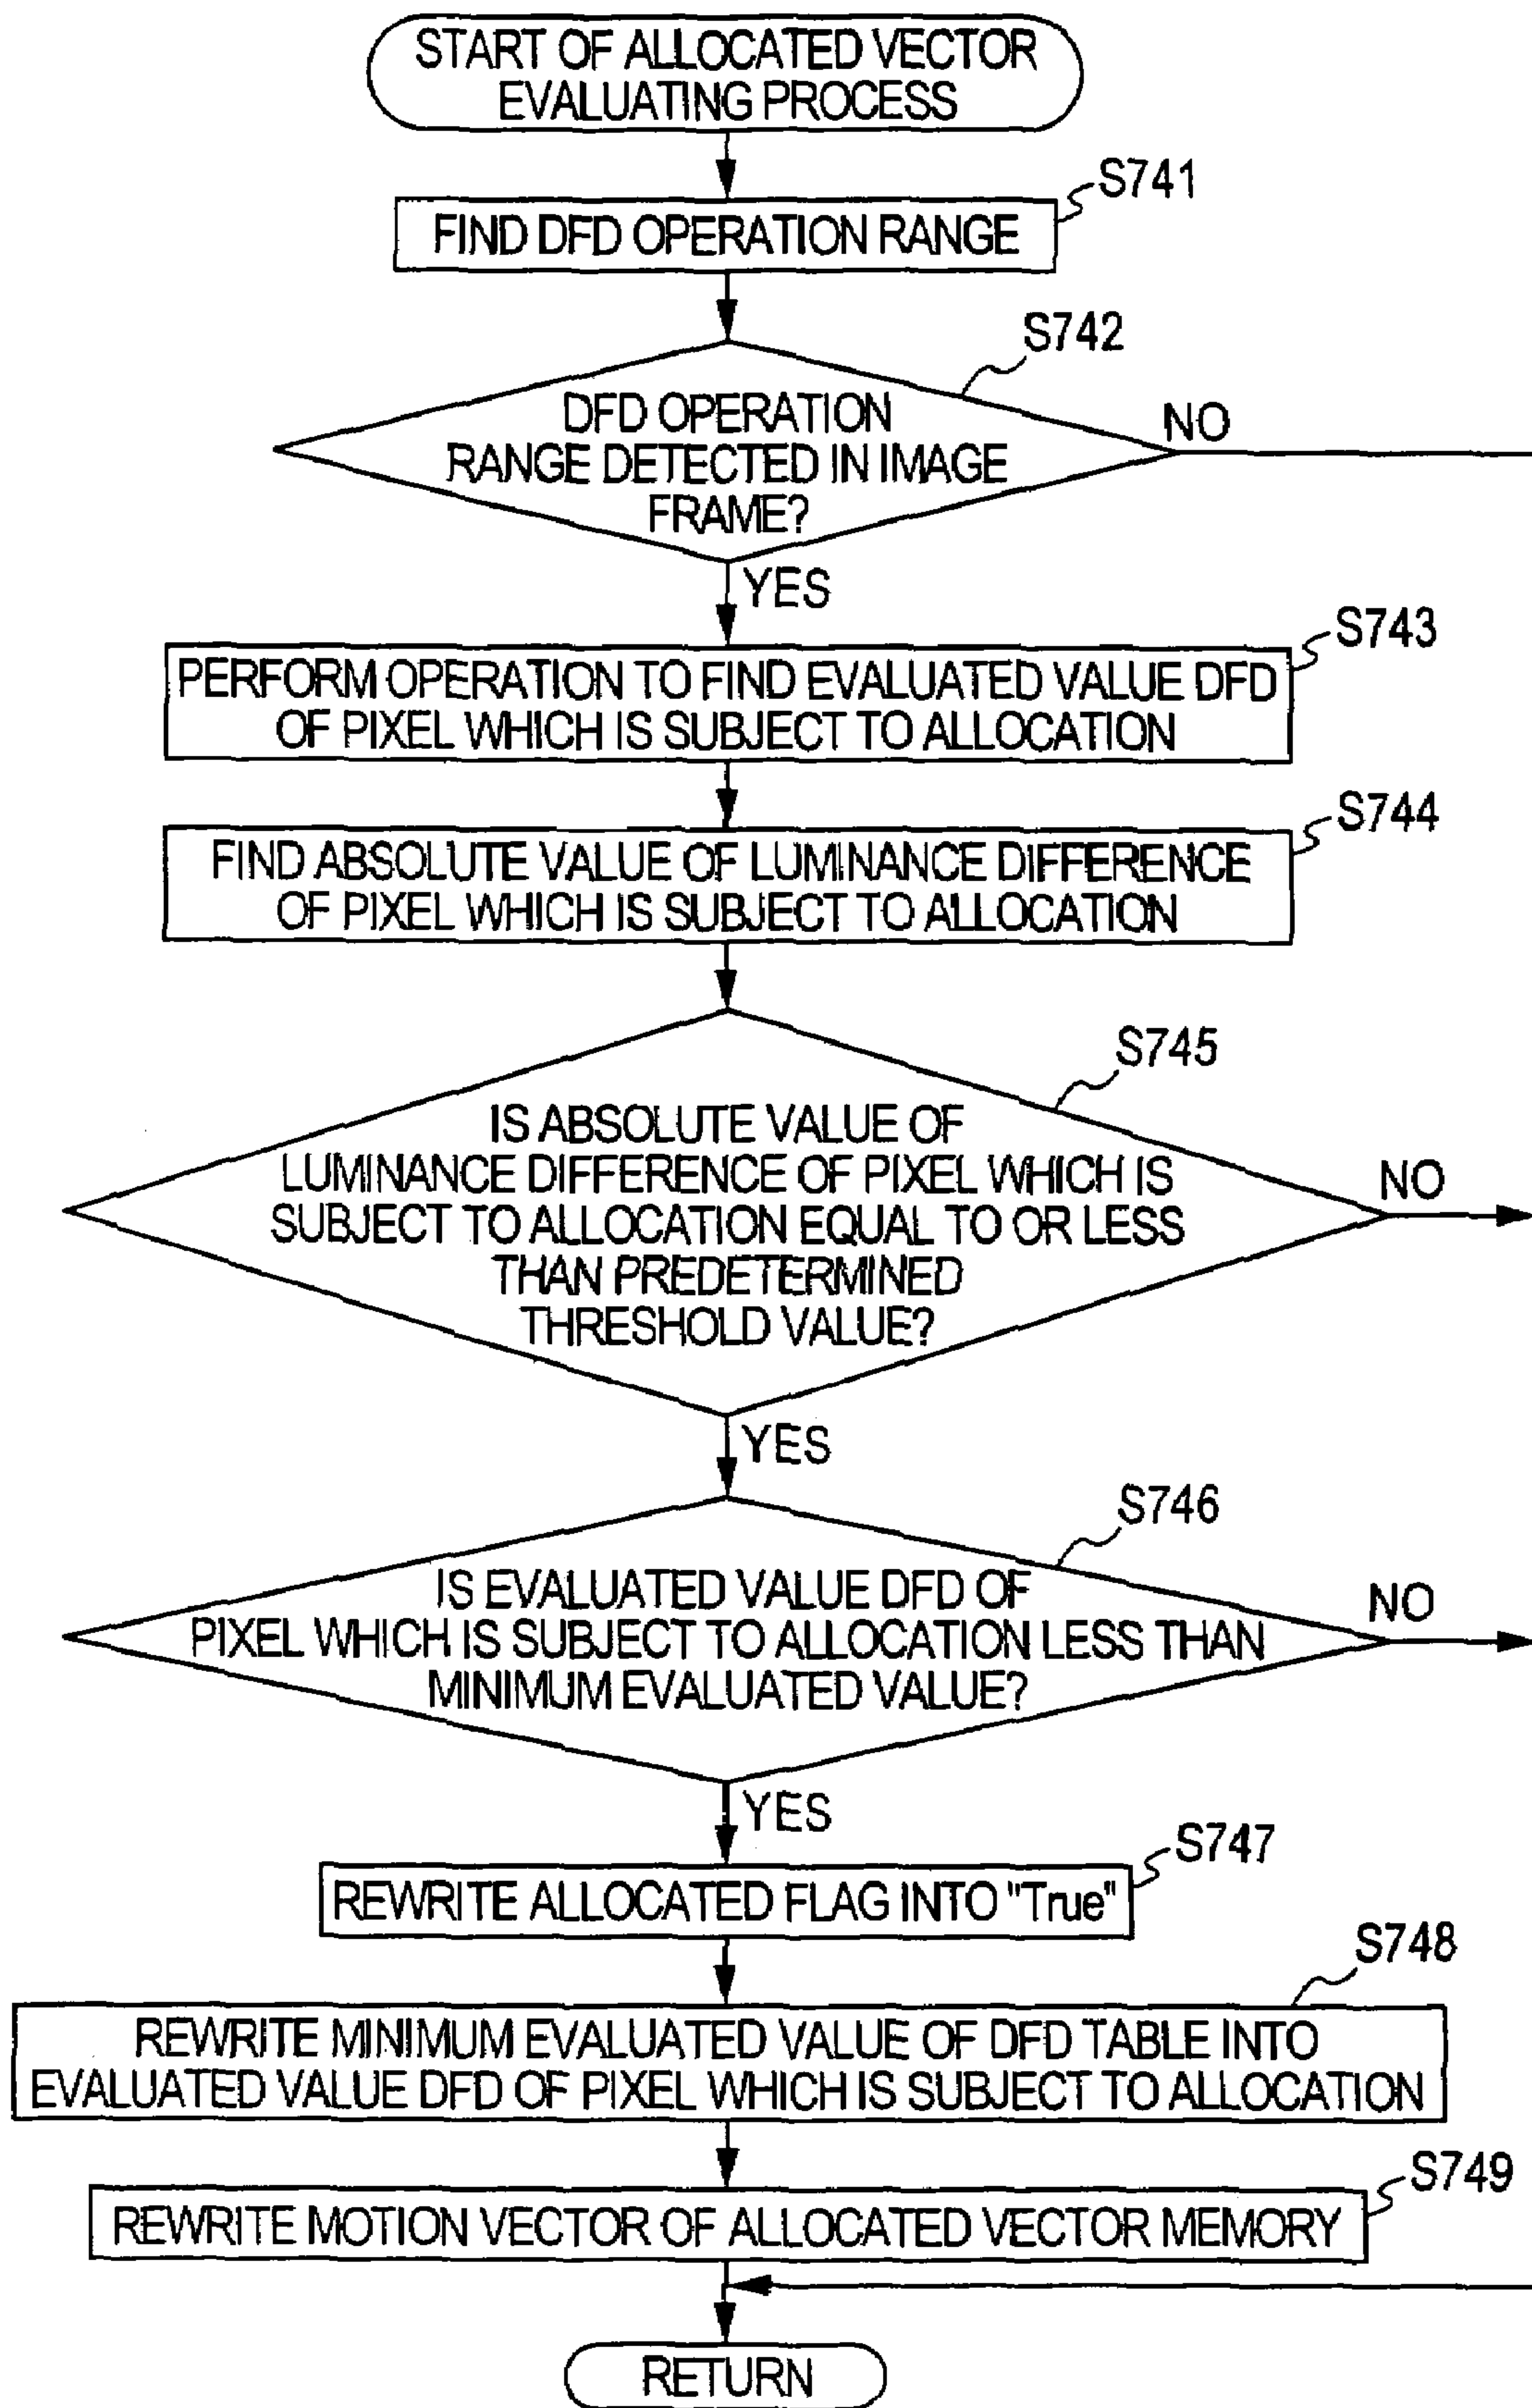 START OF ALLOCATED VECTOR
EVALUATING PROCESS
S741
FIND DFD OPERATION RANGE
S742
DFD OPERATION
RANGE DETECTED IN IMAGE
FRAME?
NO
YES
S743
PERFORM OPERATION TO FIND EVALUATED VALUE DFD
OF PIXEL WHICH IS SUBJECT TO ALLOCATION
S744
FIND ABSOLUTE VALUE OF LUMINANCE DIFFERENCE
OF PIXEL WHICH IS SUBJECT TO ALLOCATION
S745
IS ABSOLUTE VALUE OF
LUMINANCE DIFFERENCE OF PIXEL WHICH IS
SUBJECT TO ALLOCATION EQUAL TO OR LESS
THAN PREDETERMINED
THRESHOLD VALUE?
NO
YES
S746
IS EVALUATED VALUE DFD OF
PIXEL WHICH IS SUBJECT TO ALLOCATION LESS THAN
MINIMUM EVALUATED VALUE?
NO
YES
S747
REWRITE ALLOCATED FLAG INTO "True"
S748
REWRITE MINIMUM EVALUATED VALUE OF DFD TABLE INTO
EVALUATED VALUE DFD OF PIXEL WHICH IS SUBJECT TO ALLOCATION
S749
REWRITE MOTION VECTOR OF ALLOCATED VECTOR MEMORY
RETURN